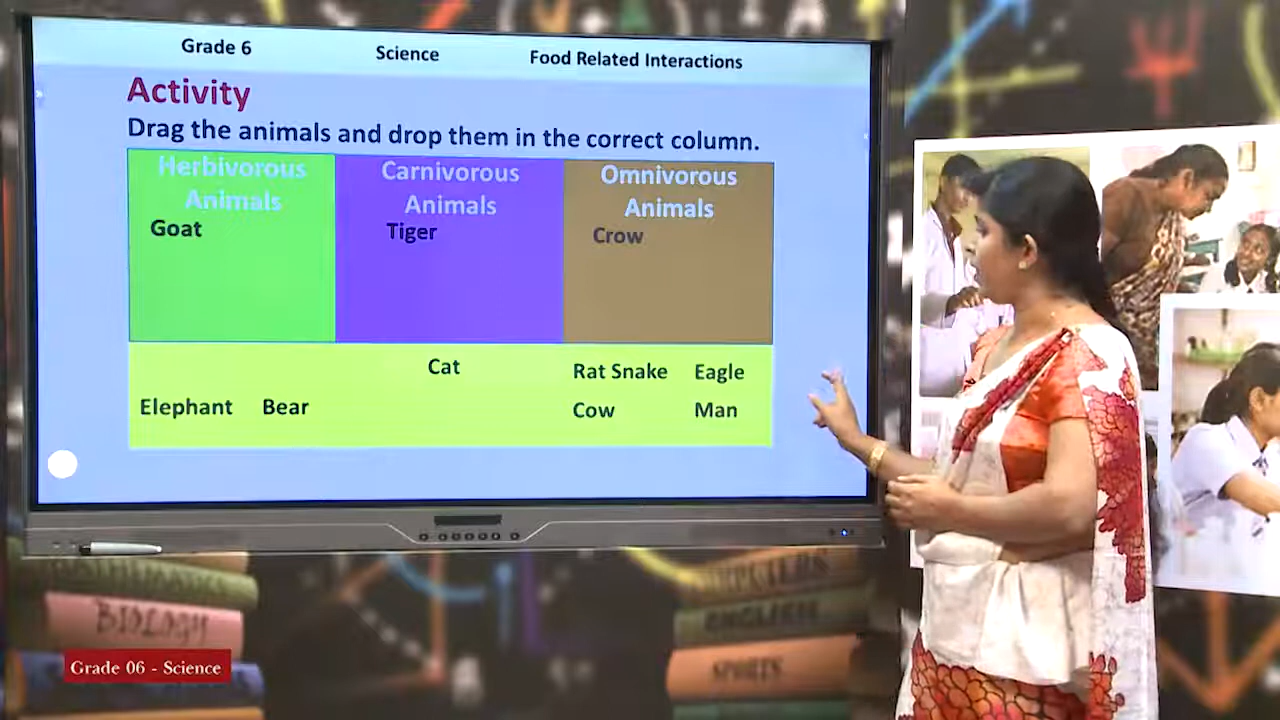 Grade 6 Science Food Related Interactions
Activity
Drag the animals and drop them in the correct column.
Herbivorous Animals
Goat
Carnivorous Animals
Tiger
Omnivorous Animals
Crow
Cat
Rat Snake Eagle
Elephant Bear
Cow Man
BIOLOGY
COMPUTERS
ENGLISH
SPORTS
Grade 06 - Science